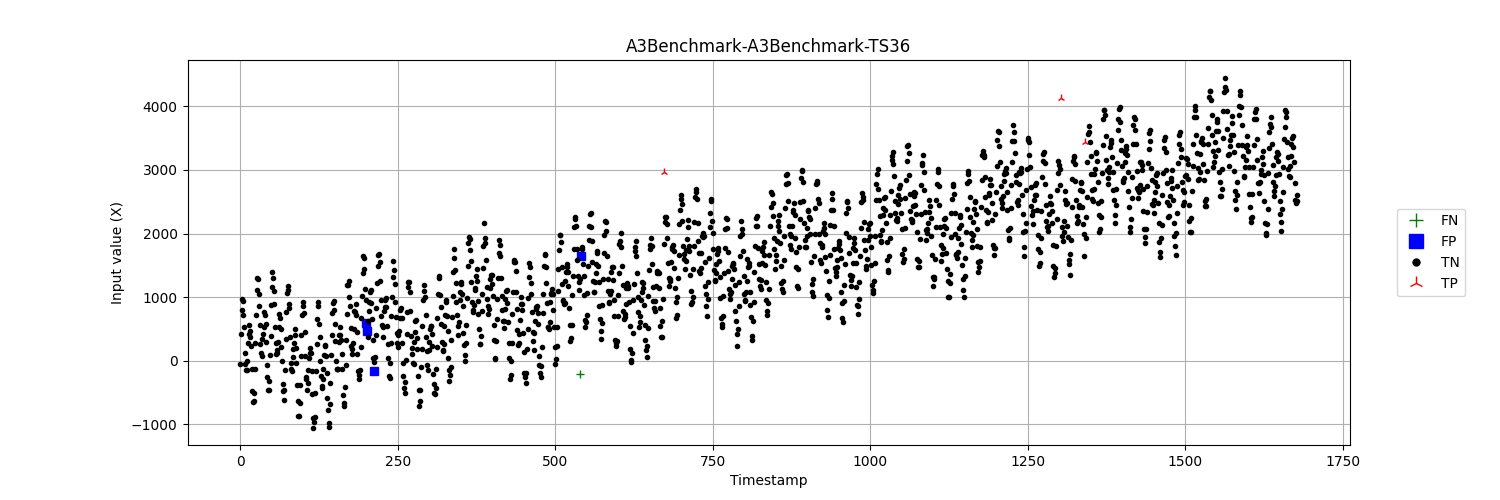 A3Benchmark-A3Benchmark-TS36
Input value (X)
4000
3000
2000
1000
0
−1000
0 250 500 750 1000 1250 1500 1750
Timestamp
FN
FP
TN
TP